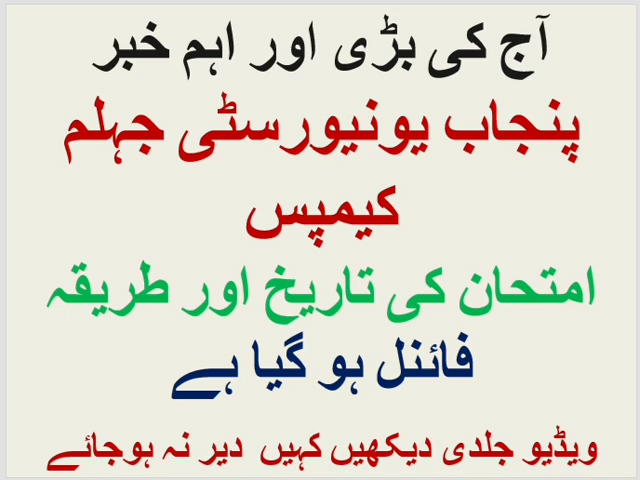 آج کی بڑی اور اہم خبر
پنجاب یونیورسٹی جہلم
کیمپس
امتحان کی تاریخ اور طریقہ
فائنل ہو گیا ہے
ویڈیو جلدی دیکھیں کہیں دیر نہ ہوجائے